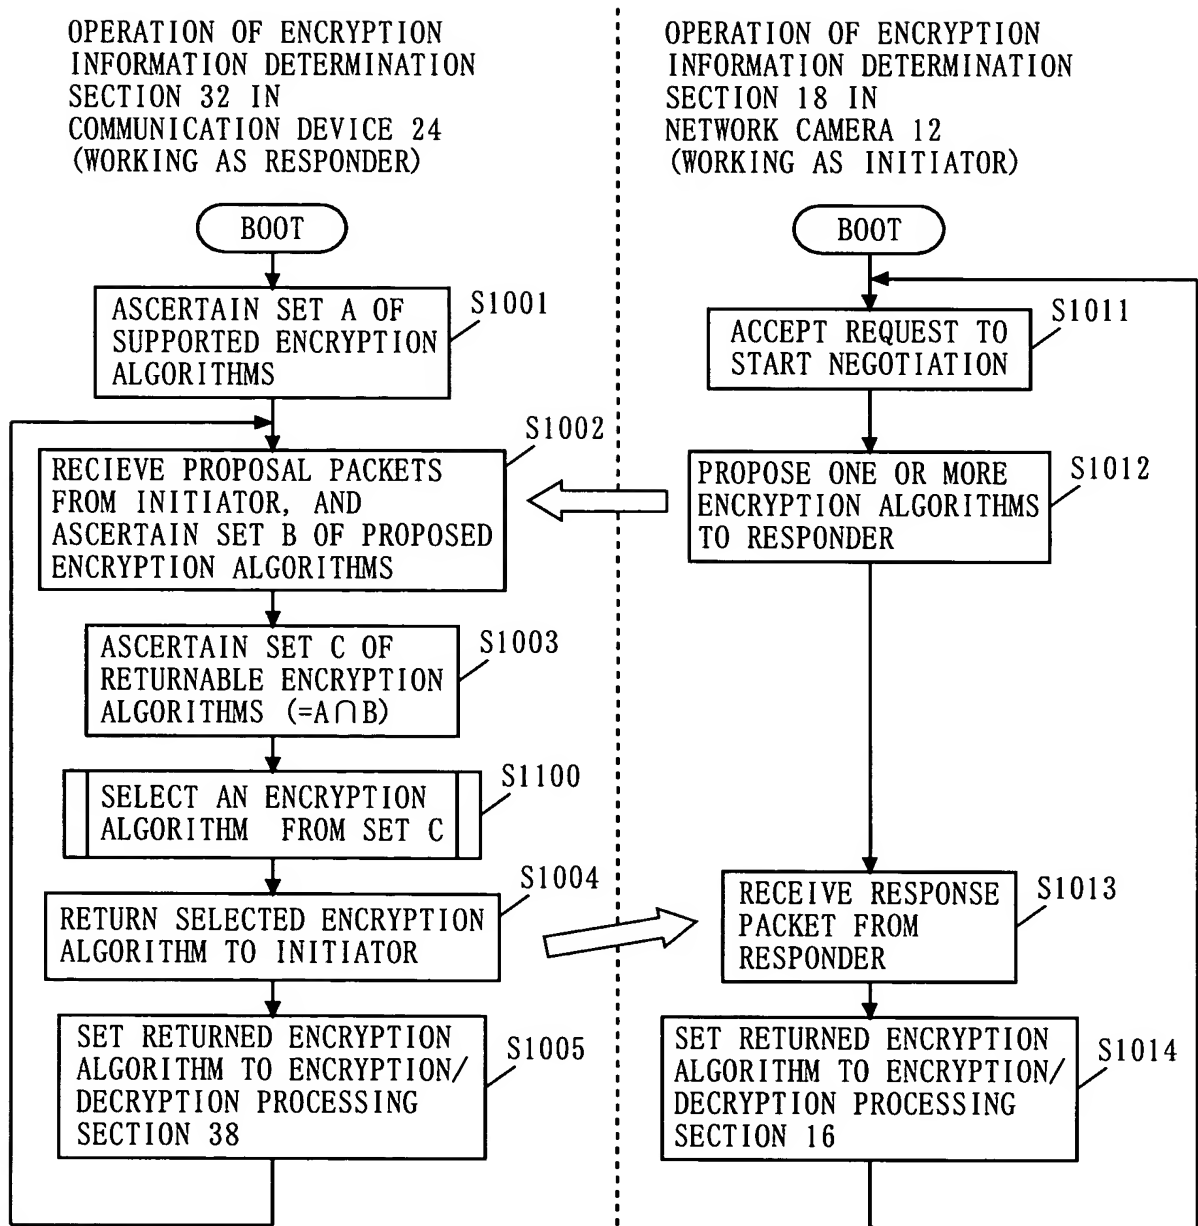 OPERATION OF ENCRYPTION
INFORMATION DETERMINATION
SECTION 32 IN
COMMUNICATION DEVICE 24
(WORKING AS RESPONDER)
BOOT
ASCERTAIN SET A OF
SUPPORTED ENCRYPTION
ALGORITHMS
S1001
RECIEVE PROPOSAL PACKETS
FROM INITIATOR, AND
ASCERTAIN SET B OF PROPOSED
ENCRYPTION ALGORITHMS
S1002
ASCERTAIN SET C OF
RETURNABLE ENCRYPTION
ALGORITHMS (=A∩B)
S1003
SELECT AN ENCRYPTION
ALGORITHM FROM SET C
S1100
RETURN SELECTED ENCRYPTION
ALGORITHM TO INITIATOR
S1004
SET RETURNED ENCRYPTION
ALGORITHM TO ENCRYPTION/
DECRYPTION PROCESSING
SECTION 38
S1005
OPERATION OF ENCRYPTION
INFORMATION DETERMINATION
SECTION 18 IN
NETWORK CAMERA 12
(WORKING AS INITIATOR)
BOOT
ACCEPT REQUEST TO
START NEGOTIATION
S1011
PROPOSE ONE OR MORE
ENCRYPTION ALGORITHMS
TO RESPONDER
S1012
RECEIVE RESPONSE
PACKET FROM
RESPONDER
S1013
SET RETURNED ENCRYPTION
ALGORITHM TO ENCRYPTION/
DECRYPTION PROCESSING
SECTION 16
S1014